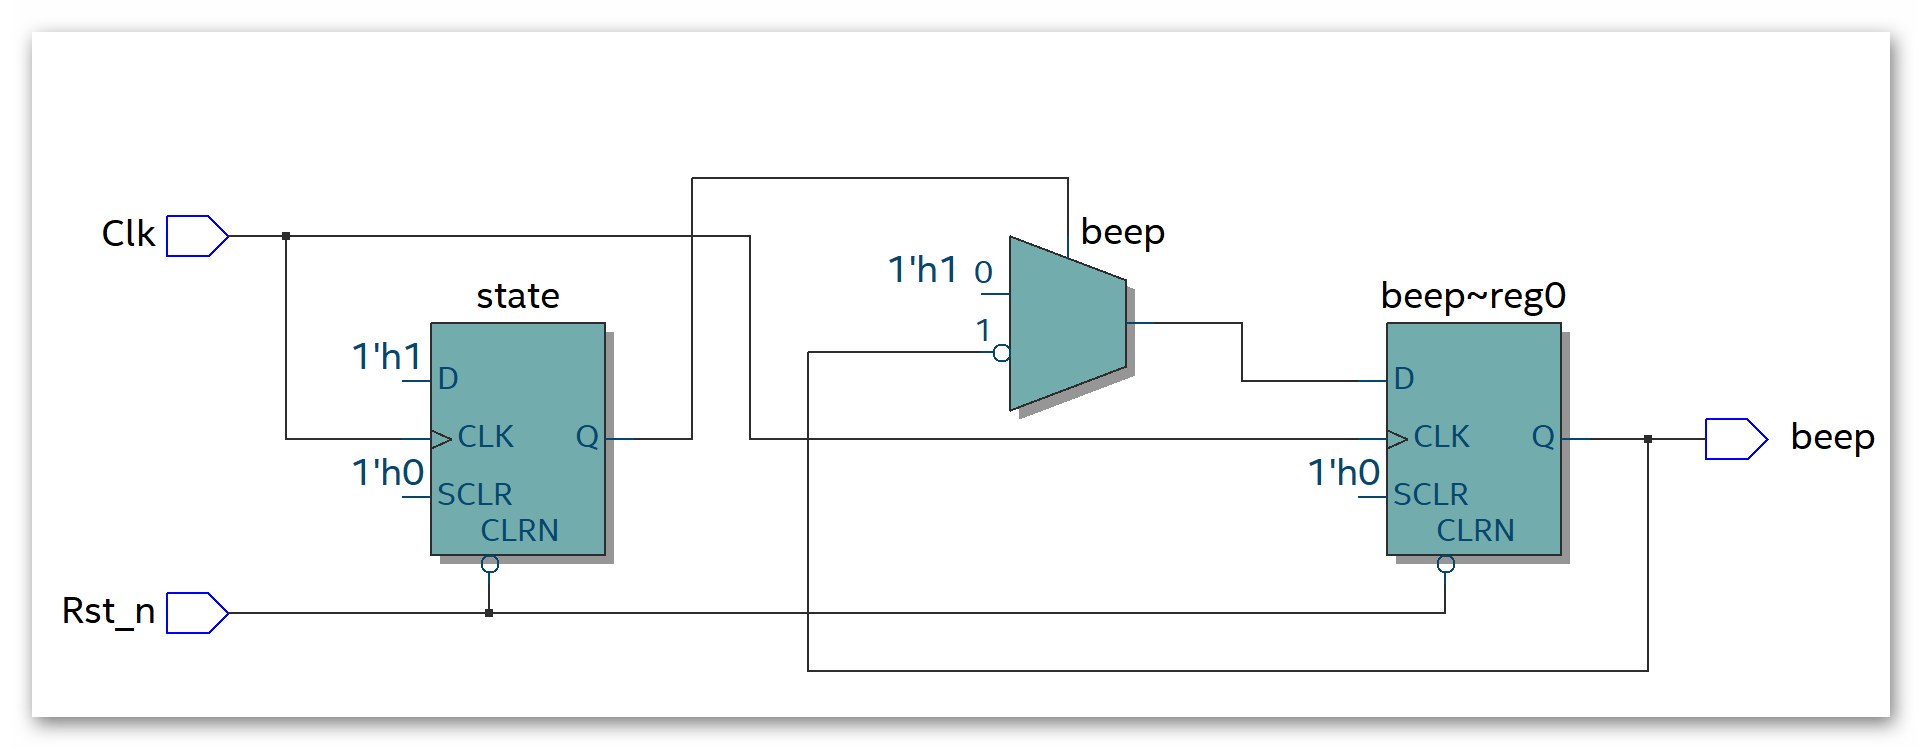 Clk
Rst_n
state
1'h1
D
CLK
Q
1'h0
SCLR
CLRN
beep
1'h1 0
1
beep~reg0
D
CLK
Q
1'h0
SCLR
CLRN
beep